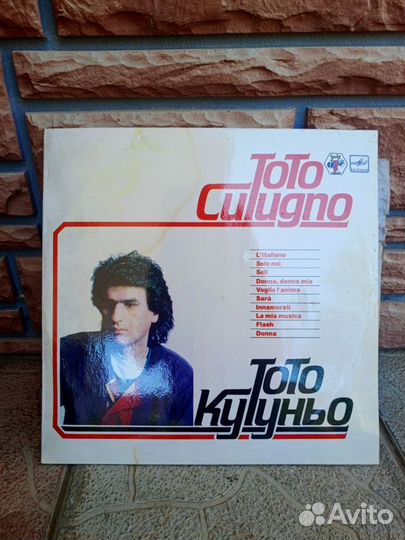 Тото
Cutugno
L'italiano
Solo noi
Soli
Donna, donna mia
Voglio l'anima
Sarà
Innamorati
La mia musica
Flash
Donna
Тото
Кутуньо
Avito